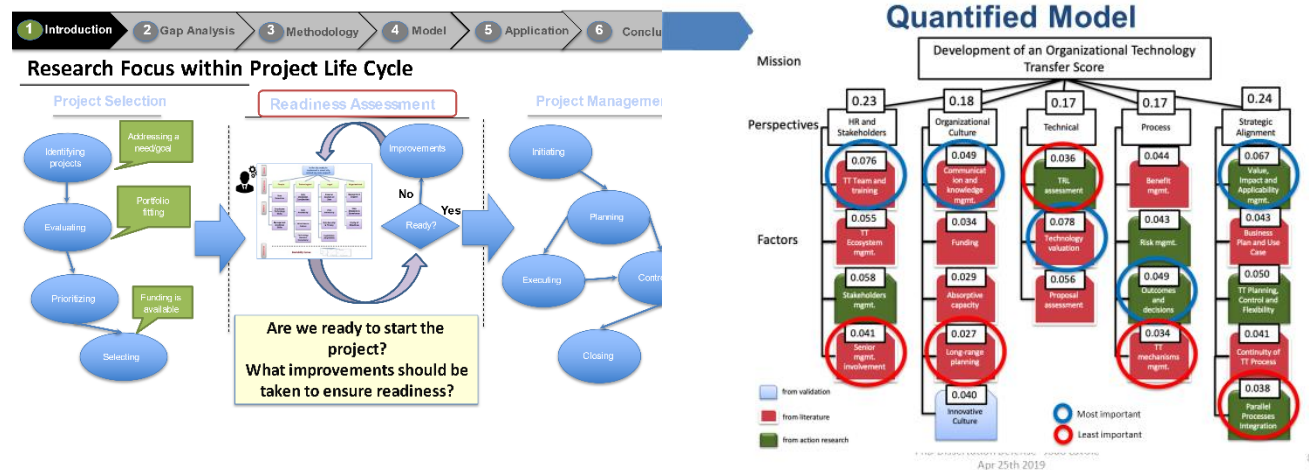 1 Introduction
2 Gap Analysis
3 Methodology
4 Model
5 Application
6 Conclu
Research Focus within Project Life Cycle
Project Selection
Readiness Assessment
Project Managemen
Identifying
projects
Addressing a
need/goal
Evaluating
Portfolio
fitting
Prioritizing
Funding is
available
Selecting
Improvements
No
Yes
Ready?
Are we ready to start the
project?
What improvements should be
taken to ensure readiness?
Initiating
Planning
Executing
Contro
Closing
Quantified Model
Mission
Development of an Organizational Technology
Transfer Score
Perspectives
0.23
HR and
Stakeholders
0.18
Organizational
Culture
0.17
Technical
0.17
Process
0.24
Strategic
Alignment
Factors
0.076
TT Team and
training
0.055
TT
Ecosystem
mgmt.
0.058
Stakeholders
mgmt.
0.041
Senior
mgmt.
involvement
0.049
Communicat
ion and
knowledge
mgmt.
0.034
Funding
0.029
Absorptive
capacity
0.027
Long-range
planning
0.040
Innovative
Culture
0.036
TRL
assessment
0.078
Technology
valuation
0.056
Proposal
assessment
0.044
Benefit
mgmt.
0.043
Risk mgmt.
0.049
Outcomes
and
decisions
0.034
TT
mechanisms
mgmt.
0.067
Value,
Impact and
Applicability
mgmt.
0.043
Business
Plan and Use
Case
0.050
TT Planning,
Control and
Flexibility
0.041
Continuity of
TT Process
0.038
Parallel
Processes
Integration
from validation
from literature
from action research
Most important
Least important
Apr 25th 2019